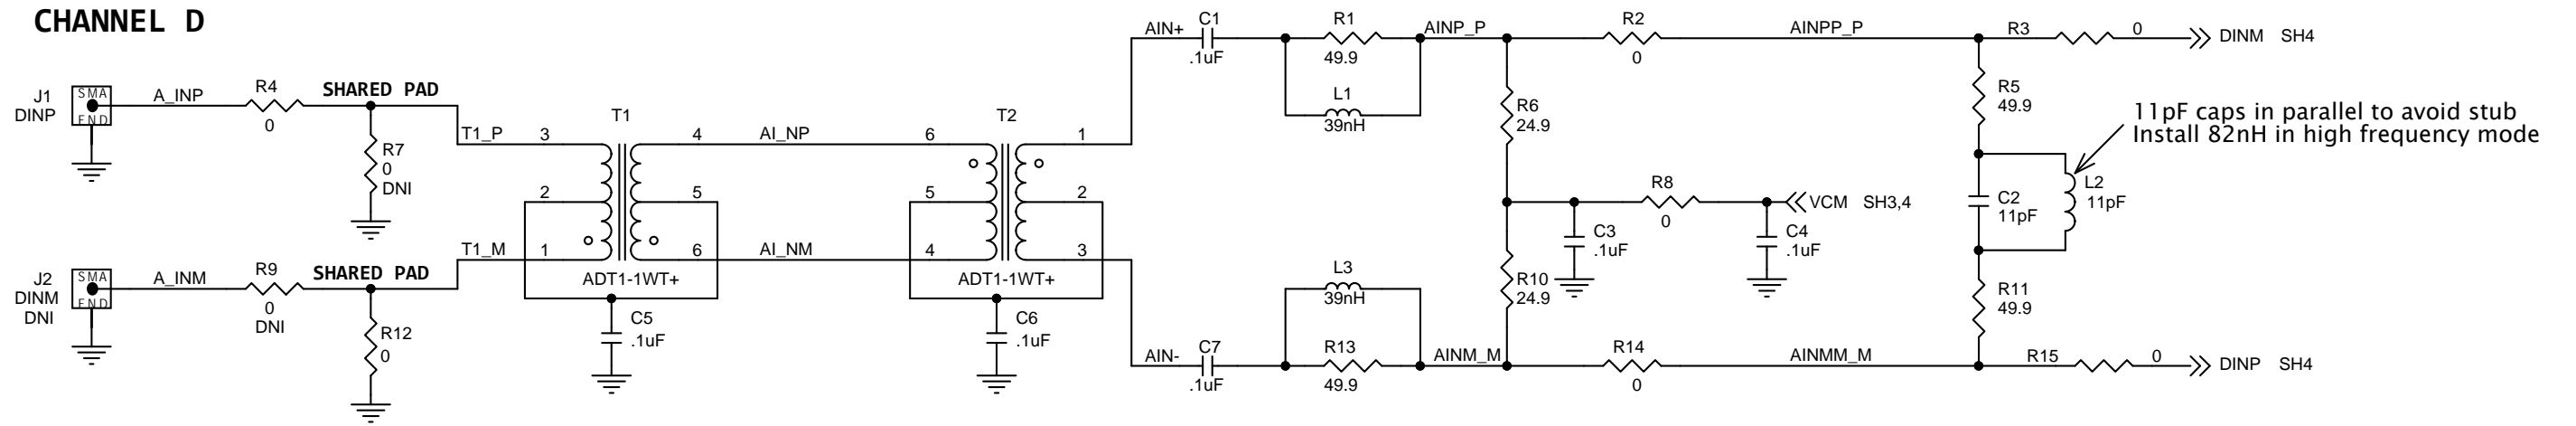 CHANNEL D
J1
DINP
SMA
END
A_INP
R4
0
SHARED PAD
R7
0
DNI
J2
DINM
DNI
SMA
END
A_INM
R9
0
DNI
SHARED PAD
R12
0
T1_P
3
2
T1_M
1
T1
4
5
6
ADT1-1WT+
C5
.1uF
AI_NP
AI_NM
6
5
4
T2
1
2
3
ADT1-1WT+
C6
.1uF
AIN+
C1
.1uF
R1
49.9
L1
39nH
AINP_P
R2
0
AINPP_P
R3
0
DINM SH4
R6
24.9
R8
0
VCM SH3,4
C3
.1uF
C4
.1uF
R10
24.9
R5
49.9
C2
11pF
L2
11pF
11pF caps in parallel to avoid stub
Install 82nH in high frequency mode
R11
49.9
AIN-
C7
.1uF
L3
39nH
R13
49.9
AINM_M
R14
0
AINMM_M
R15
0
DINP SH4